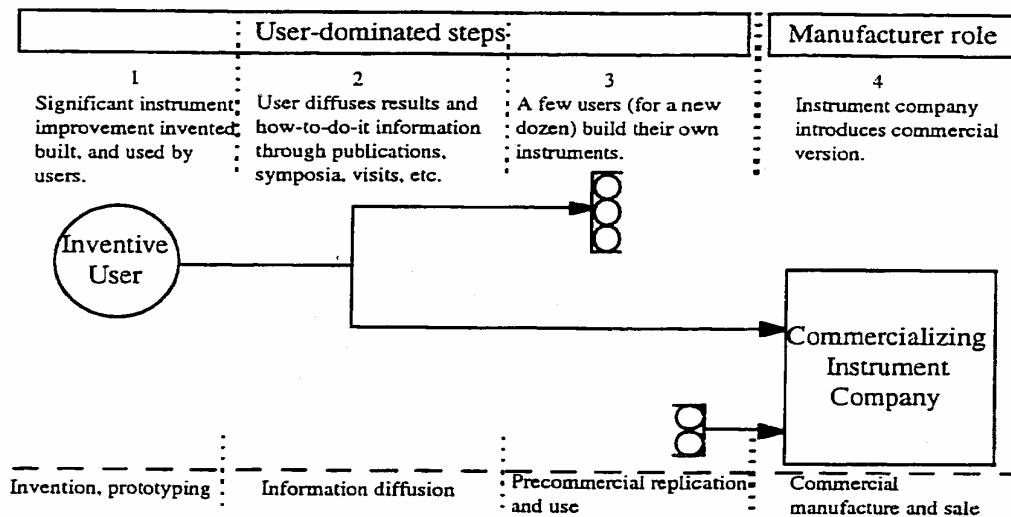 User-dominated steps
Manufacturer role
1
Significant instrument
improvement invented,
built, and used by
users.
2
User diffuses results and
how-to-do-it information
through publications,
symposia, visits, etc.
3
A few users (for a new
dozen) build their own
instruments.
4
Instrument company
introduces commercial
version.
Inventive
User
Commercializing
Instrument
Company
Invention, prototyping
Information diffusion
Precommercial replication
and use
Commercial
manufacture and sale